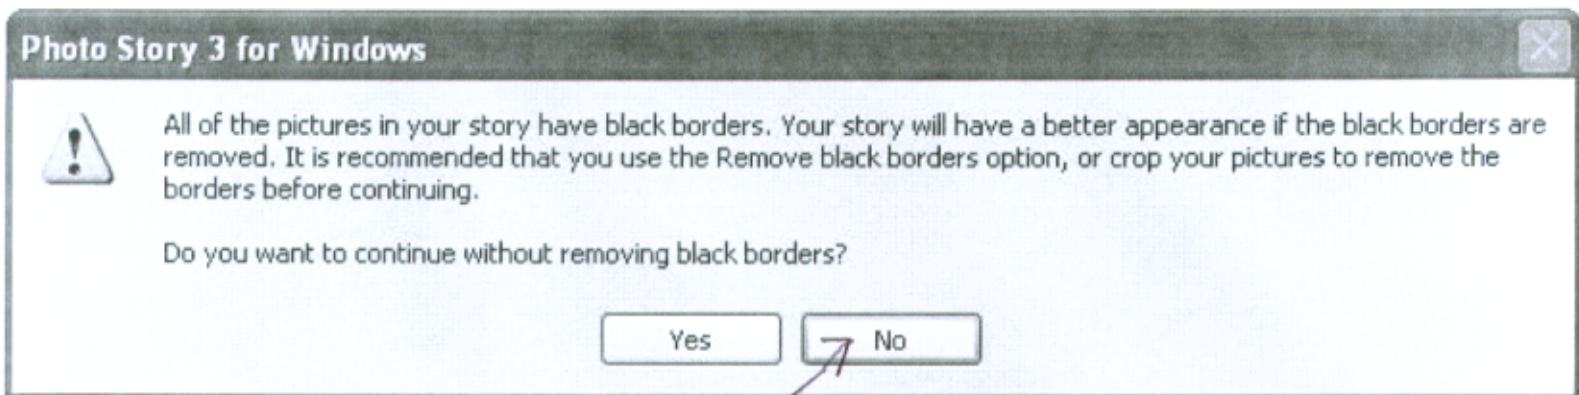 Photo Story 3 for Windows
All of the pictures in your story have black borders. Your story will have a better appearance if the black borders are
removed. It is recommended that you use the Remove black borders option, or crop your pictures to remove the
borders before continuing.
Do you want to continue without removing black borders?
Yes
No